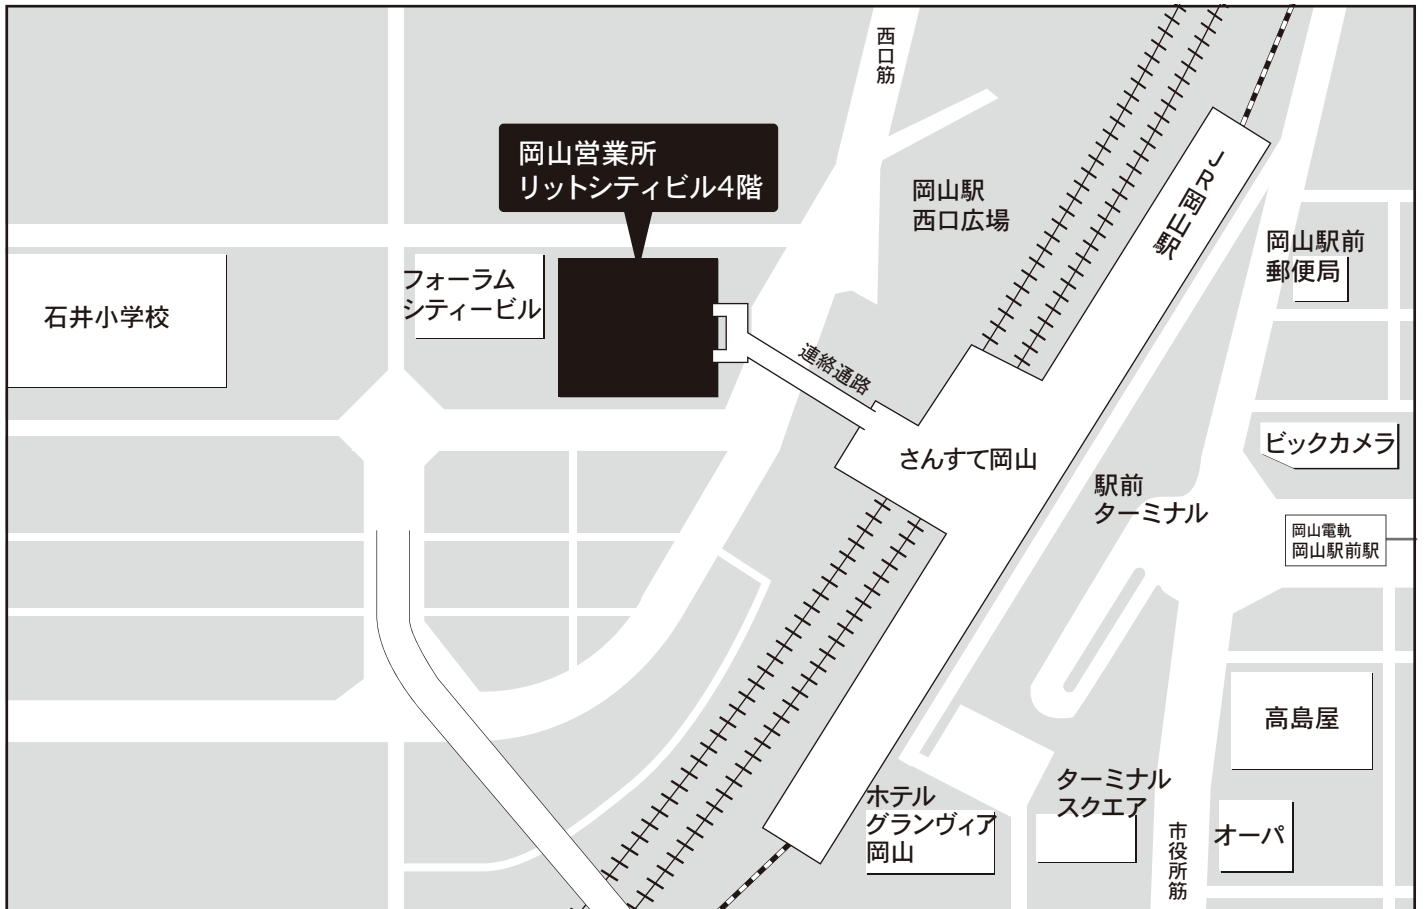 西口筋
岡山営業所
リットシティビル4階
岡山駅
西口広場
JR岡山駅
岡山駅前
郵便局
石井小学校
フォーラム
シティービル
連絡通路
さんすて岡山
ビックカメラ
駅前
ターミナル
岡山電軌
岡山駅前駅
高島屋
ターミナル
スクエア
ホテル
グランヴィア
岡山
市役所筋
オーパ